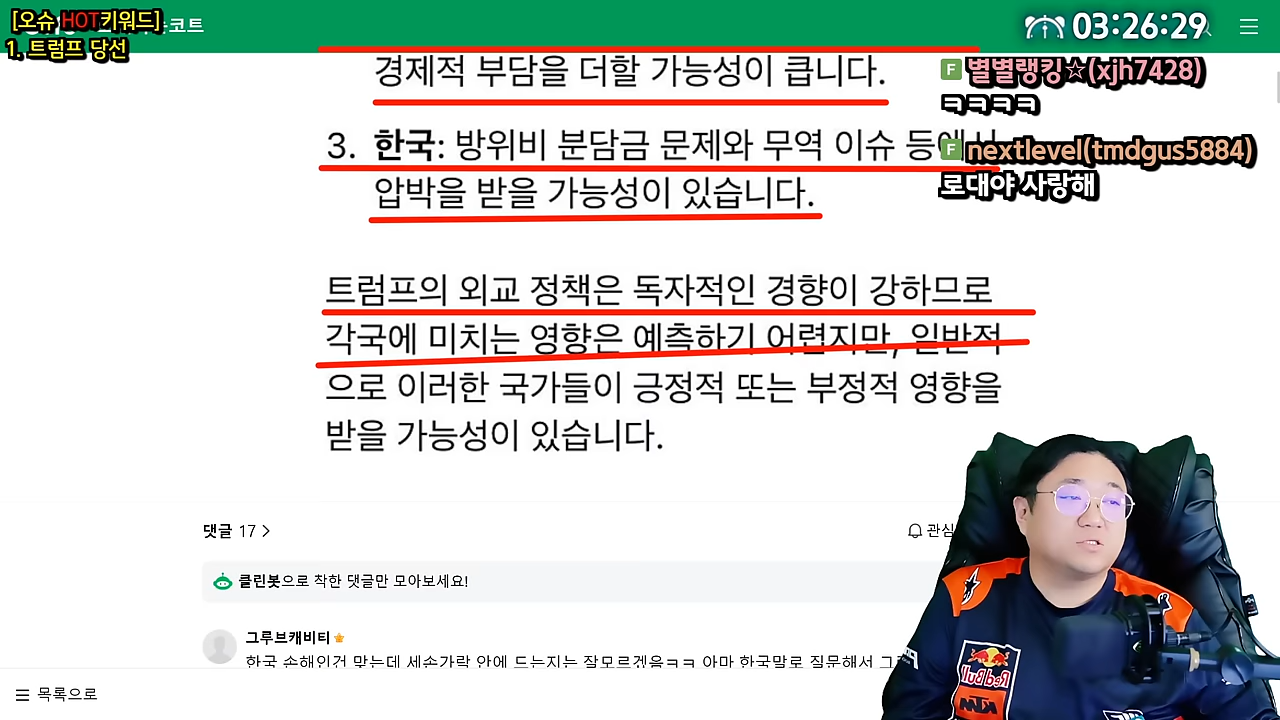 [오슈 HOT키워드]
코트
1. 트럼프 당선
03:26:29
경제적 부담을 더할 가능성이 큽니다.
3. 한국: 방위비 분담금 문제와 무역 이슈 등에서
압박을 받을 가능성이 있습니다.
트럼프의 외교 정책은 독자적인 경향이 강하므로
각국에 미치는 영향은 예측하기 어렵지만, 일반적
으로 이러한 국가들이 긍정적 또는 부정적 영향을
받을 가능성이 있습니다.
F 별별랭킹☆(xjh7428)
ㅋㅋㅋㅋ
F nextlevel(tmdgus5884)
로대야 사랑해
댓글 17 >
관심
클린봇으로 착한 댓글만 모아보세요!
그루브캐비티
한국 손해인건 맞는데 세손가락 안에 드는지는 잘모르겠음ㅋㅋ 아마 한국말로 질문해서 그
목록으로
Red Bull
KTM